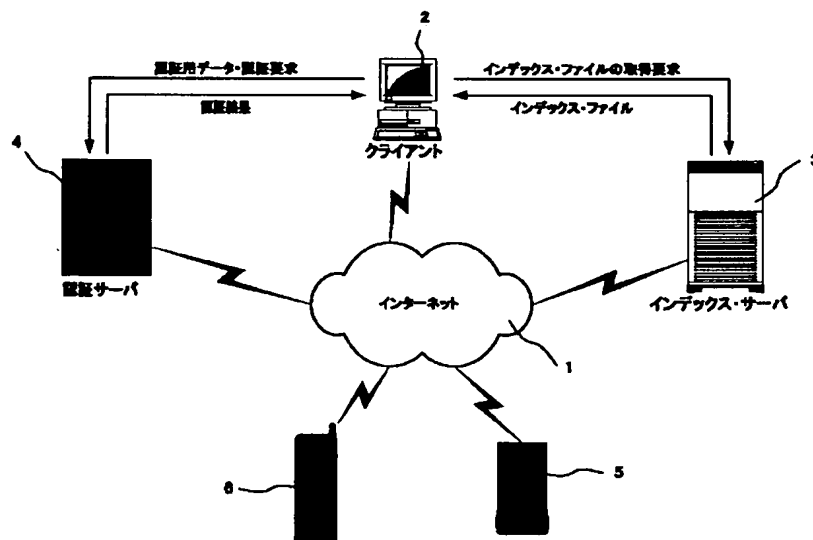 2
認証用データ・認証要求
インデックス・ファイルの取得要求
認証結果
インデックス・ファイル
クライアント
4
3
認証サーバ
インターネット
インデックス・サーバ
1
6
5